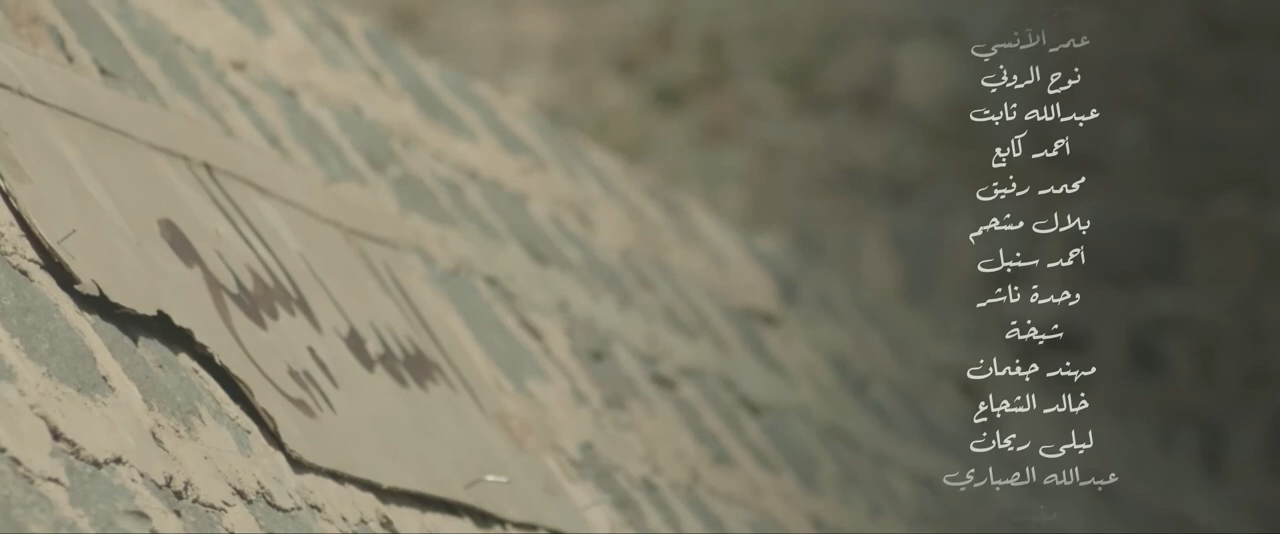 عمر الآنسي
نوح الروني
عبدالله ثابت
أحمد كابع
محمد رفيق
بلال مشحم
أحمد سنبل
وحدة ناشر
شيخة
مهند جغمان
خالد الشجاع
ليلى ريحان
عبدالله الصباري